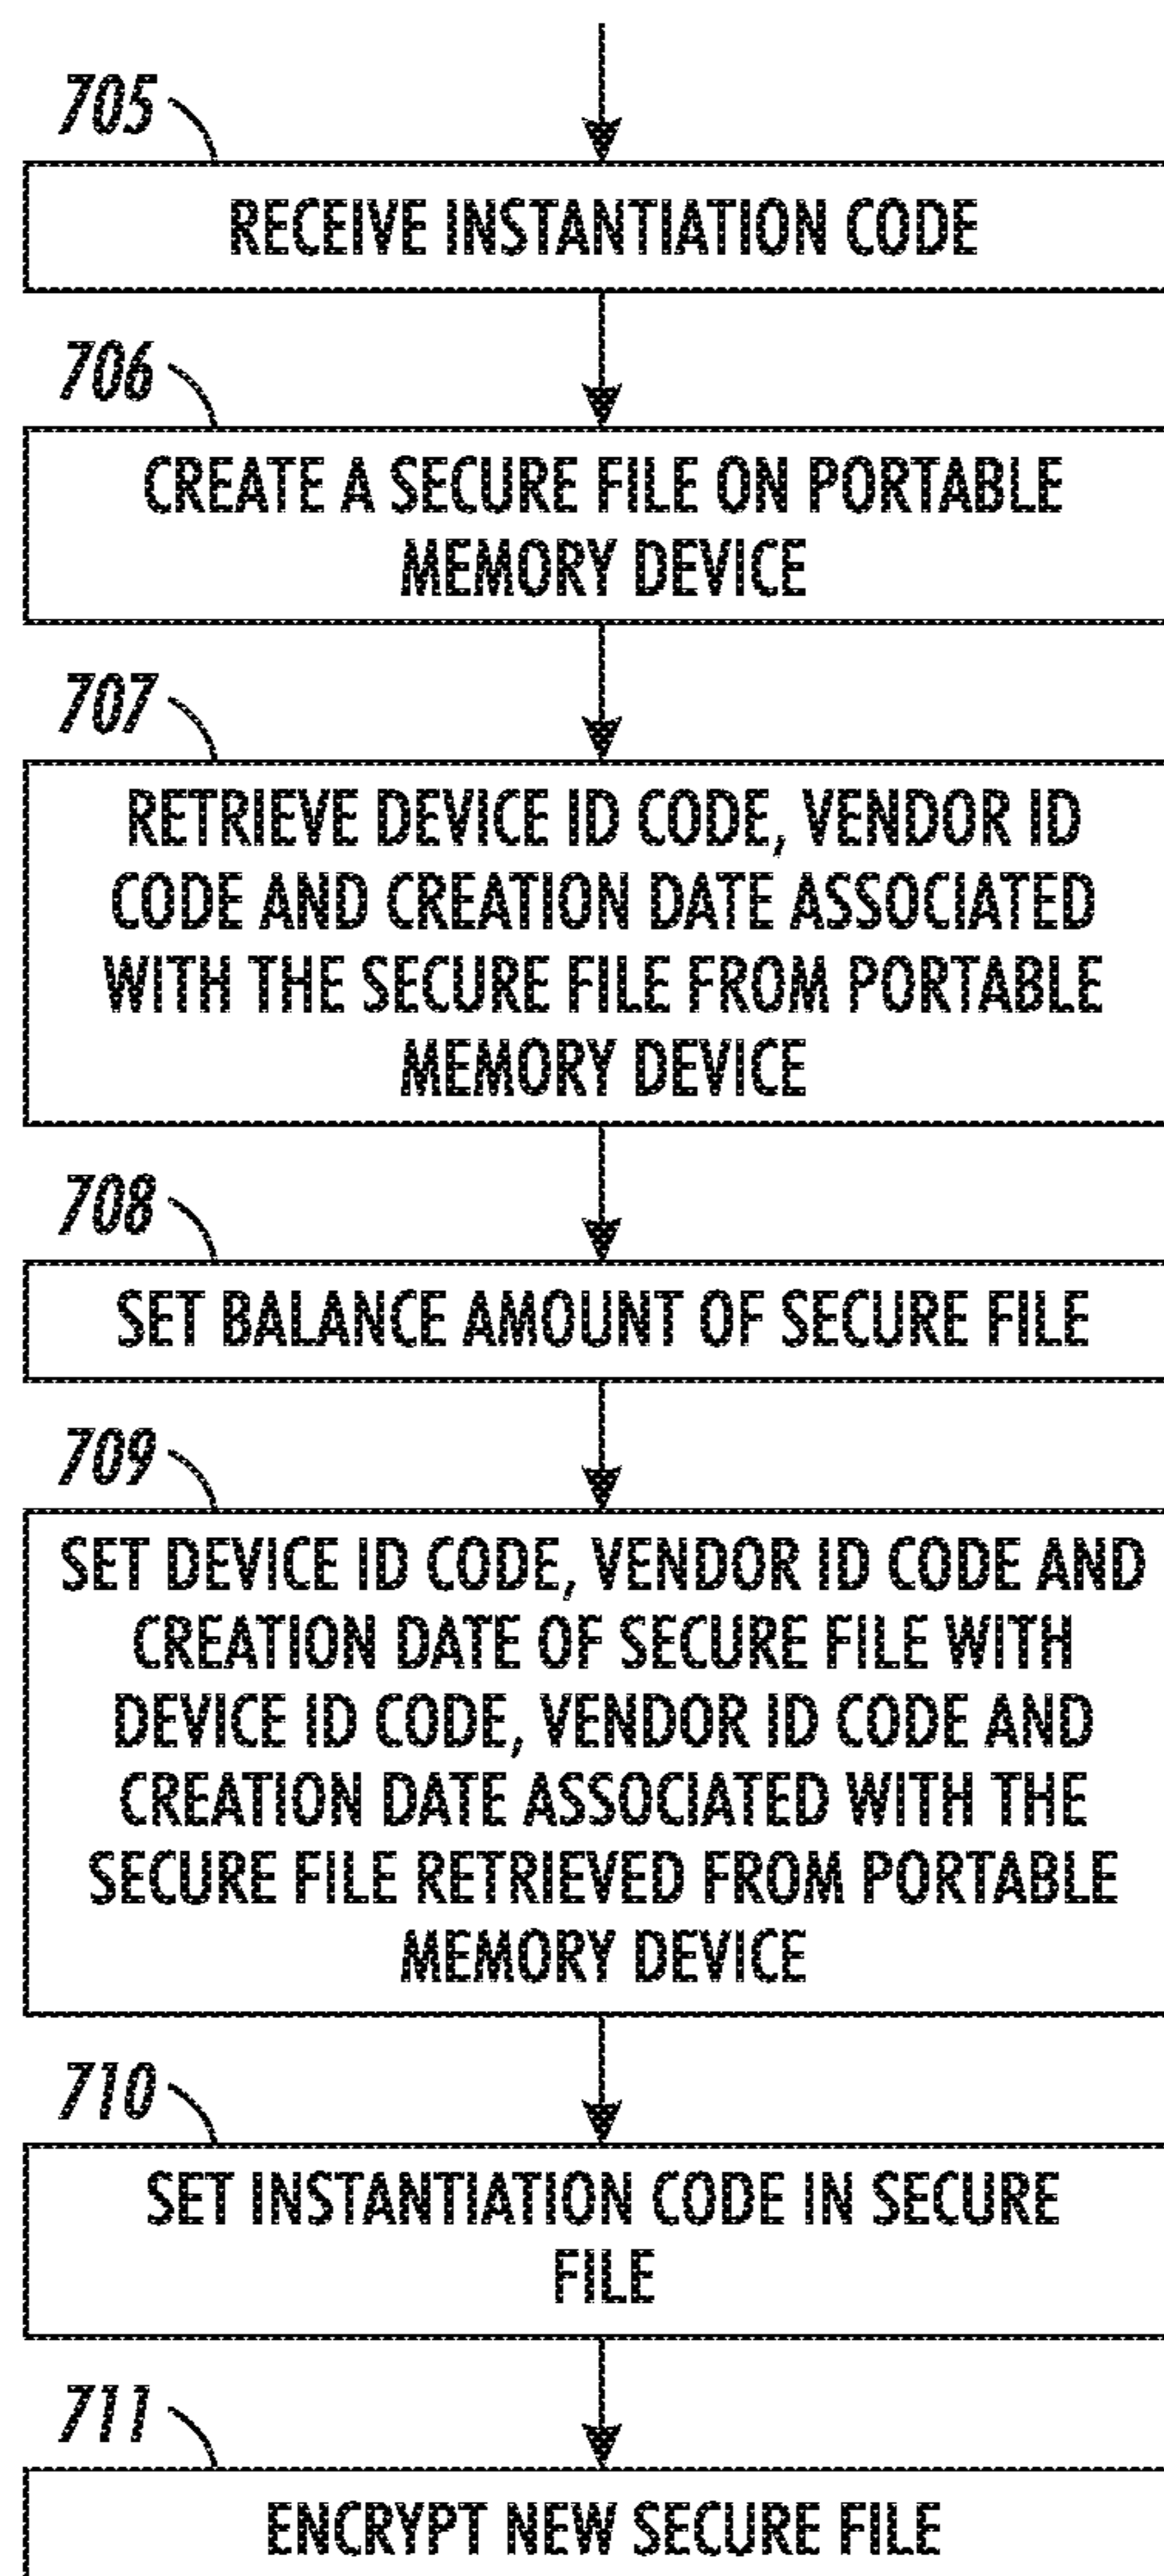 705
RECEIVE INSTANTIATION CODE
706
CREATE A SECURE FILE ON PORTABLE
MEMORY DEVICE
707
RETRIEVE DEVICE ID CODE, VENDOR ID
CODE AND CREATION DATE ASSOCIATED
WITH THE SECURE FILE FROM PORTABLE
MEMORY DEVICE
708
SET BALANCE AMOUNT OF SECURE FILE
709
SET DEVICE ID CODE, VENDOR ID CODE AND
CREATION DATE OF SECURE FILE WITH
DEVICE ID CODE, VENDOR ID CODE AND
CREATION DATE ASSOCIATED WITH THE
SECURE FILE RETRIEVED FROM PORTABLE
MEMORY DEVICE
710
SET INSTANTIATION CODE IN SECURE
FILE
711
ENCRYPT NEW SECURE FILE